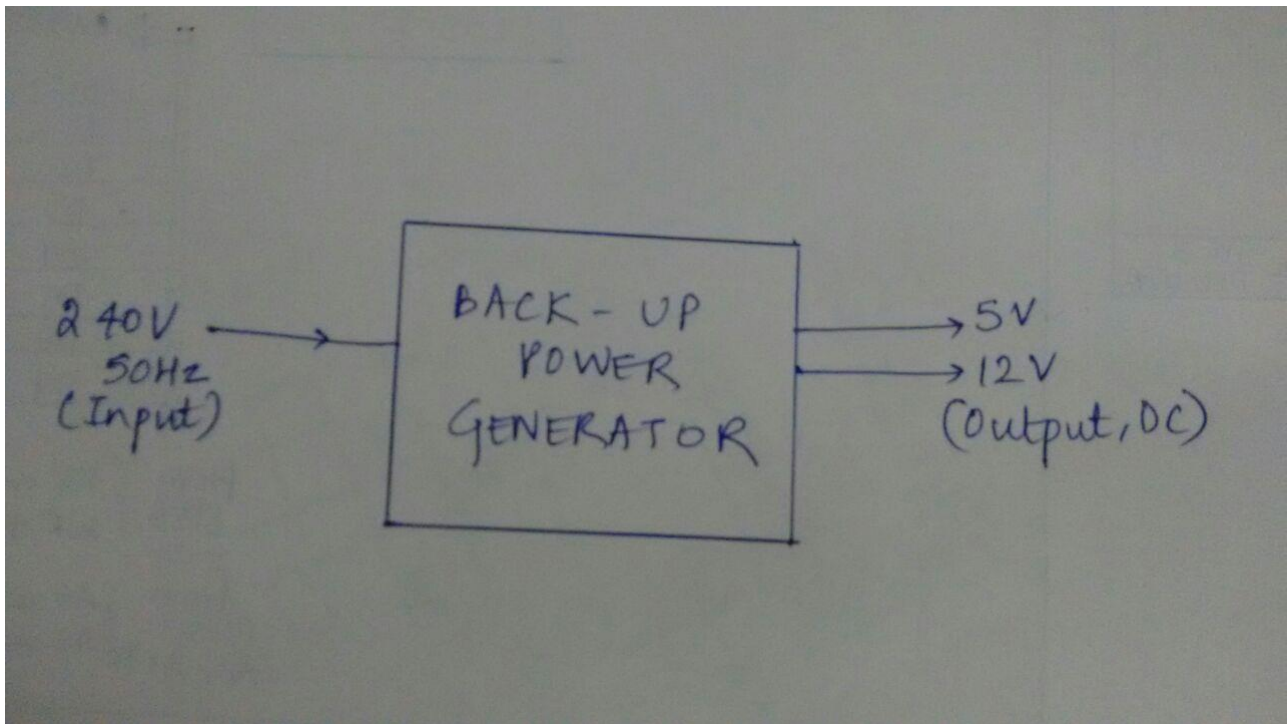 240V
50Hz
(Input)
BACK-UP
POWER
GENERATOR
5V
12V
(Output, DC)